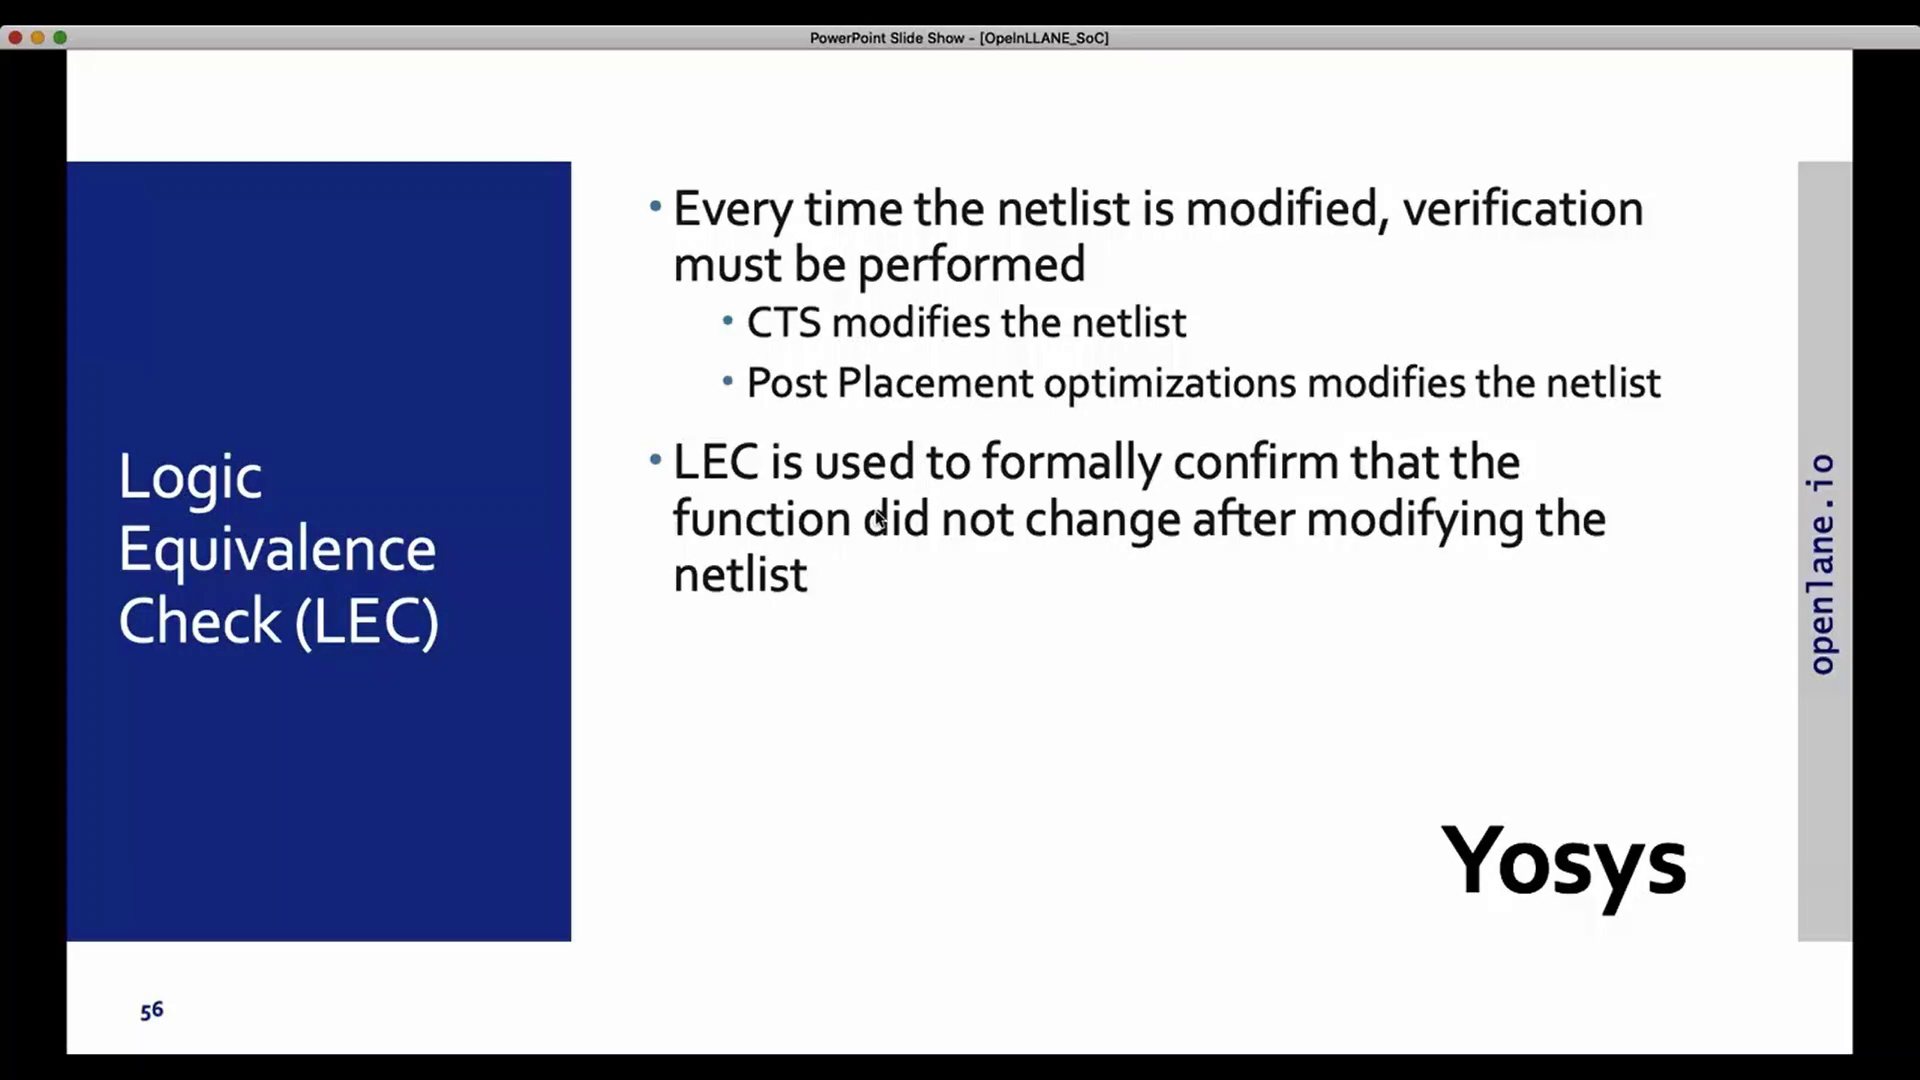 PowerPoint Slide Show - [OpeInLLANE_SoC]
Logic
Equivalence
Check (LEC)
• Every time the netlist is modified, verification
must be performed
• CTS modifies the netlist
• Post Placement optimizations modifies the netlist
• LEC is used to formally confirm that the
function did not change after modifying the
netlist
Yosys
openlane.io
56